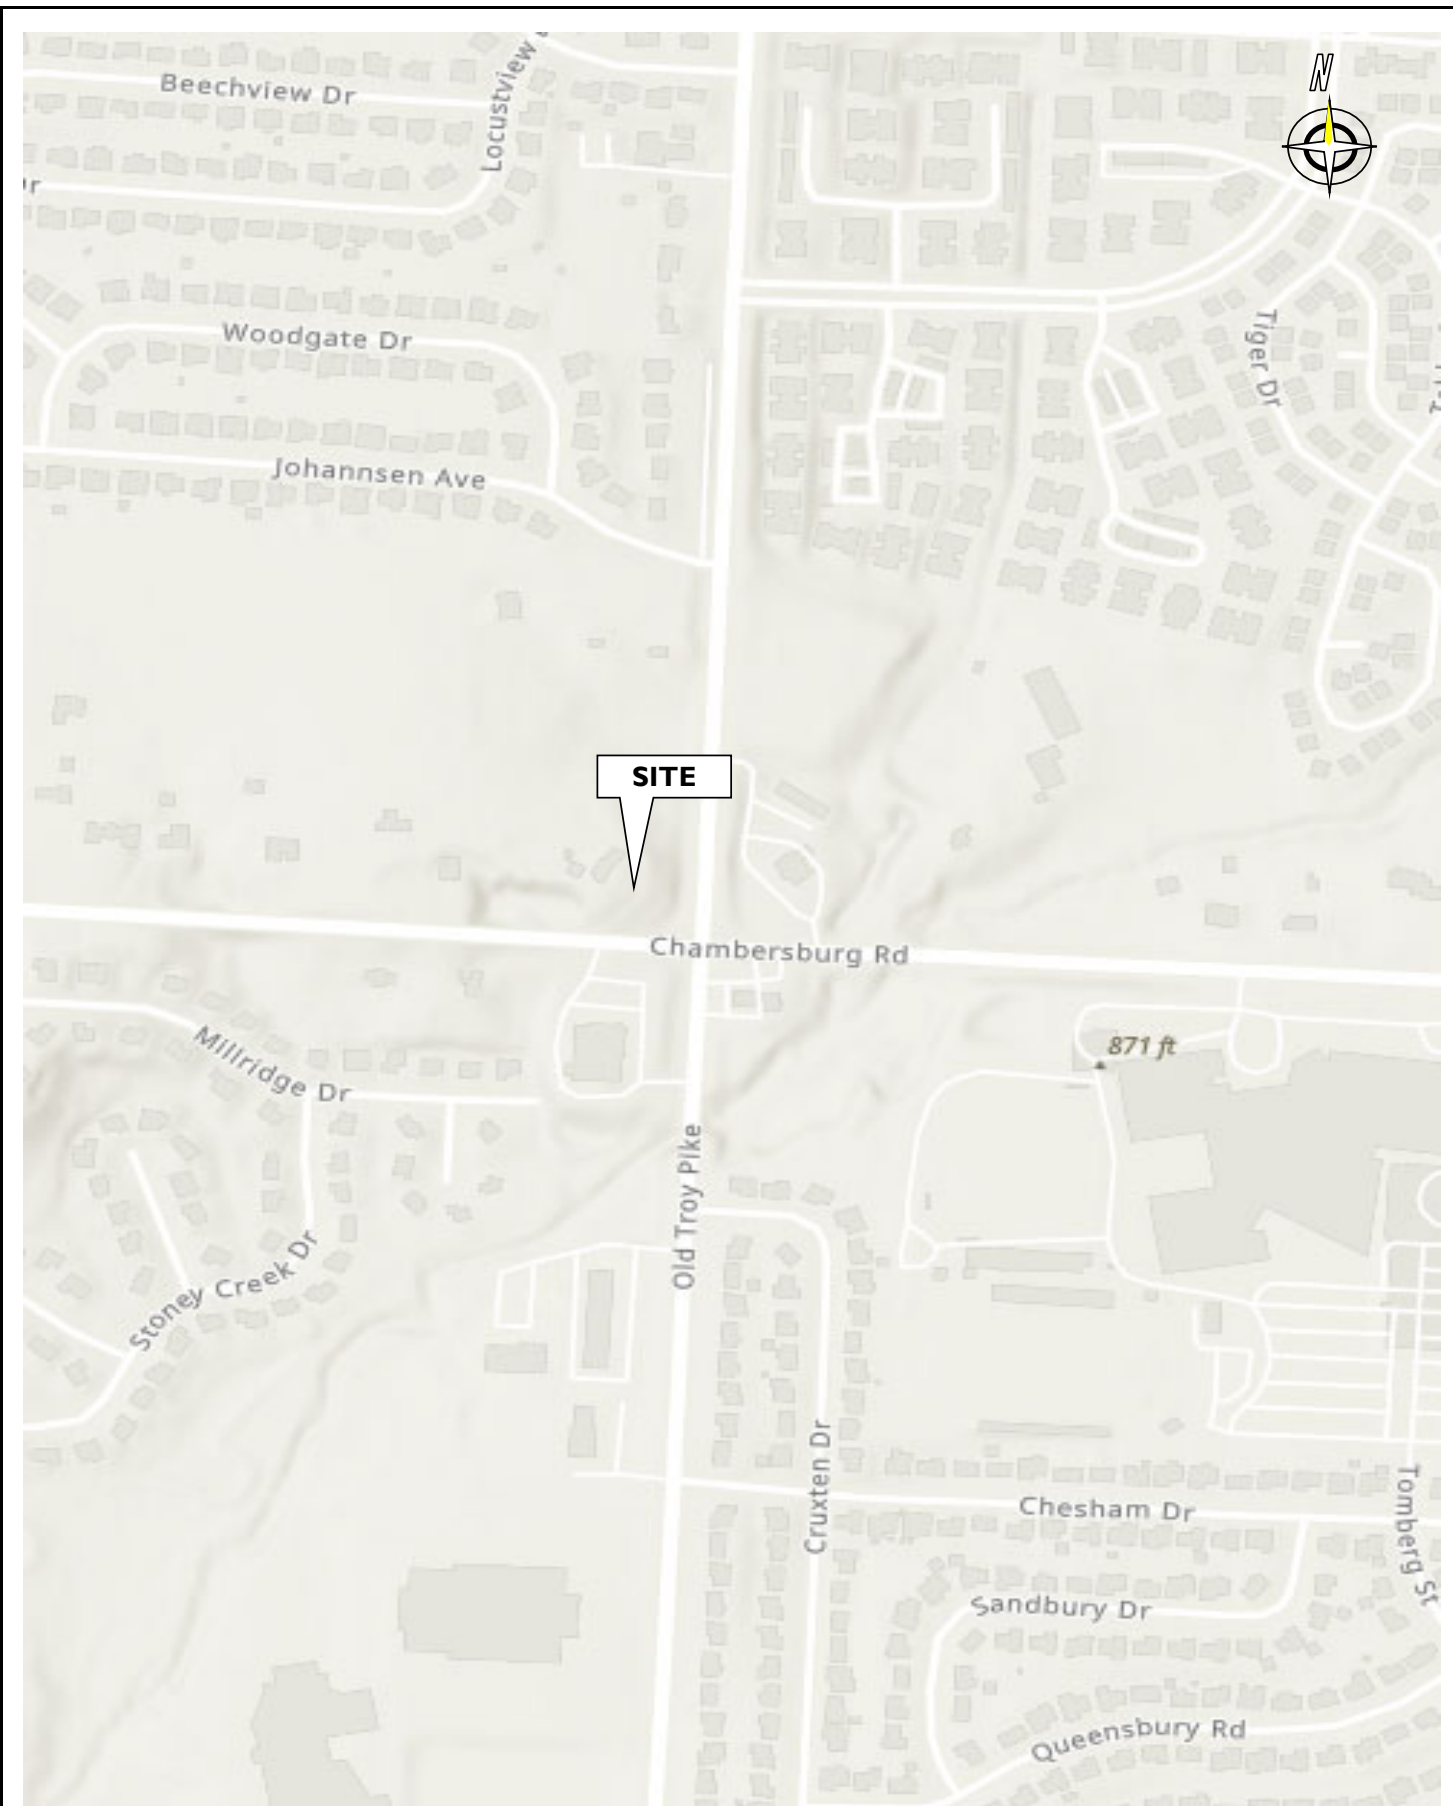 N
Beechview Dr
Locustview
Woodgate Dr
Tiger Dr
Johannsen Ave
SITE
Chambersburg Rd
Millridge Dr
871 ft
Old Troy Pike
Stoney Creek Dr
Cruxten Dr
Chesham Dr
Tomberg St
Sandbury Dr
Queensbury Rd